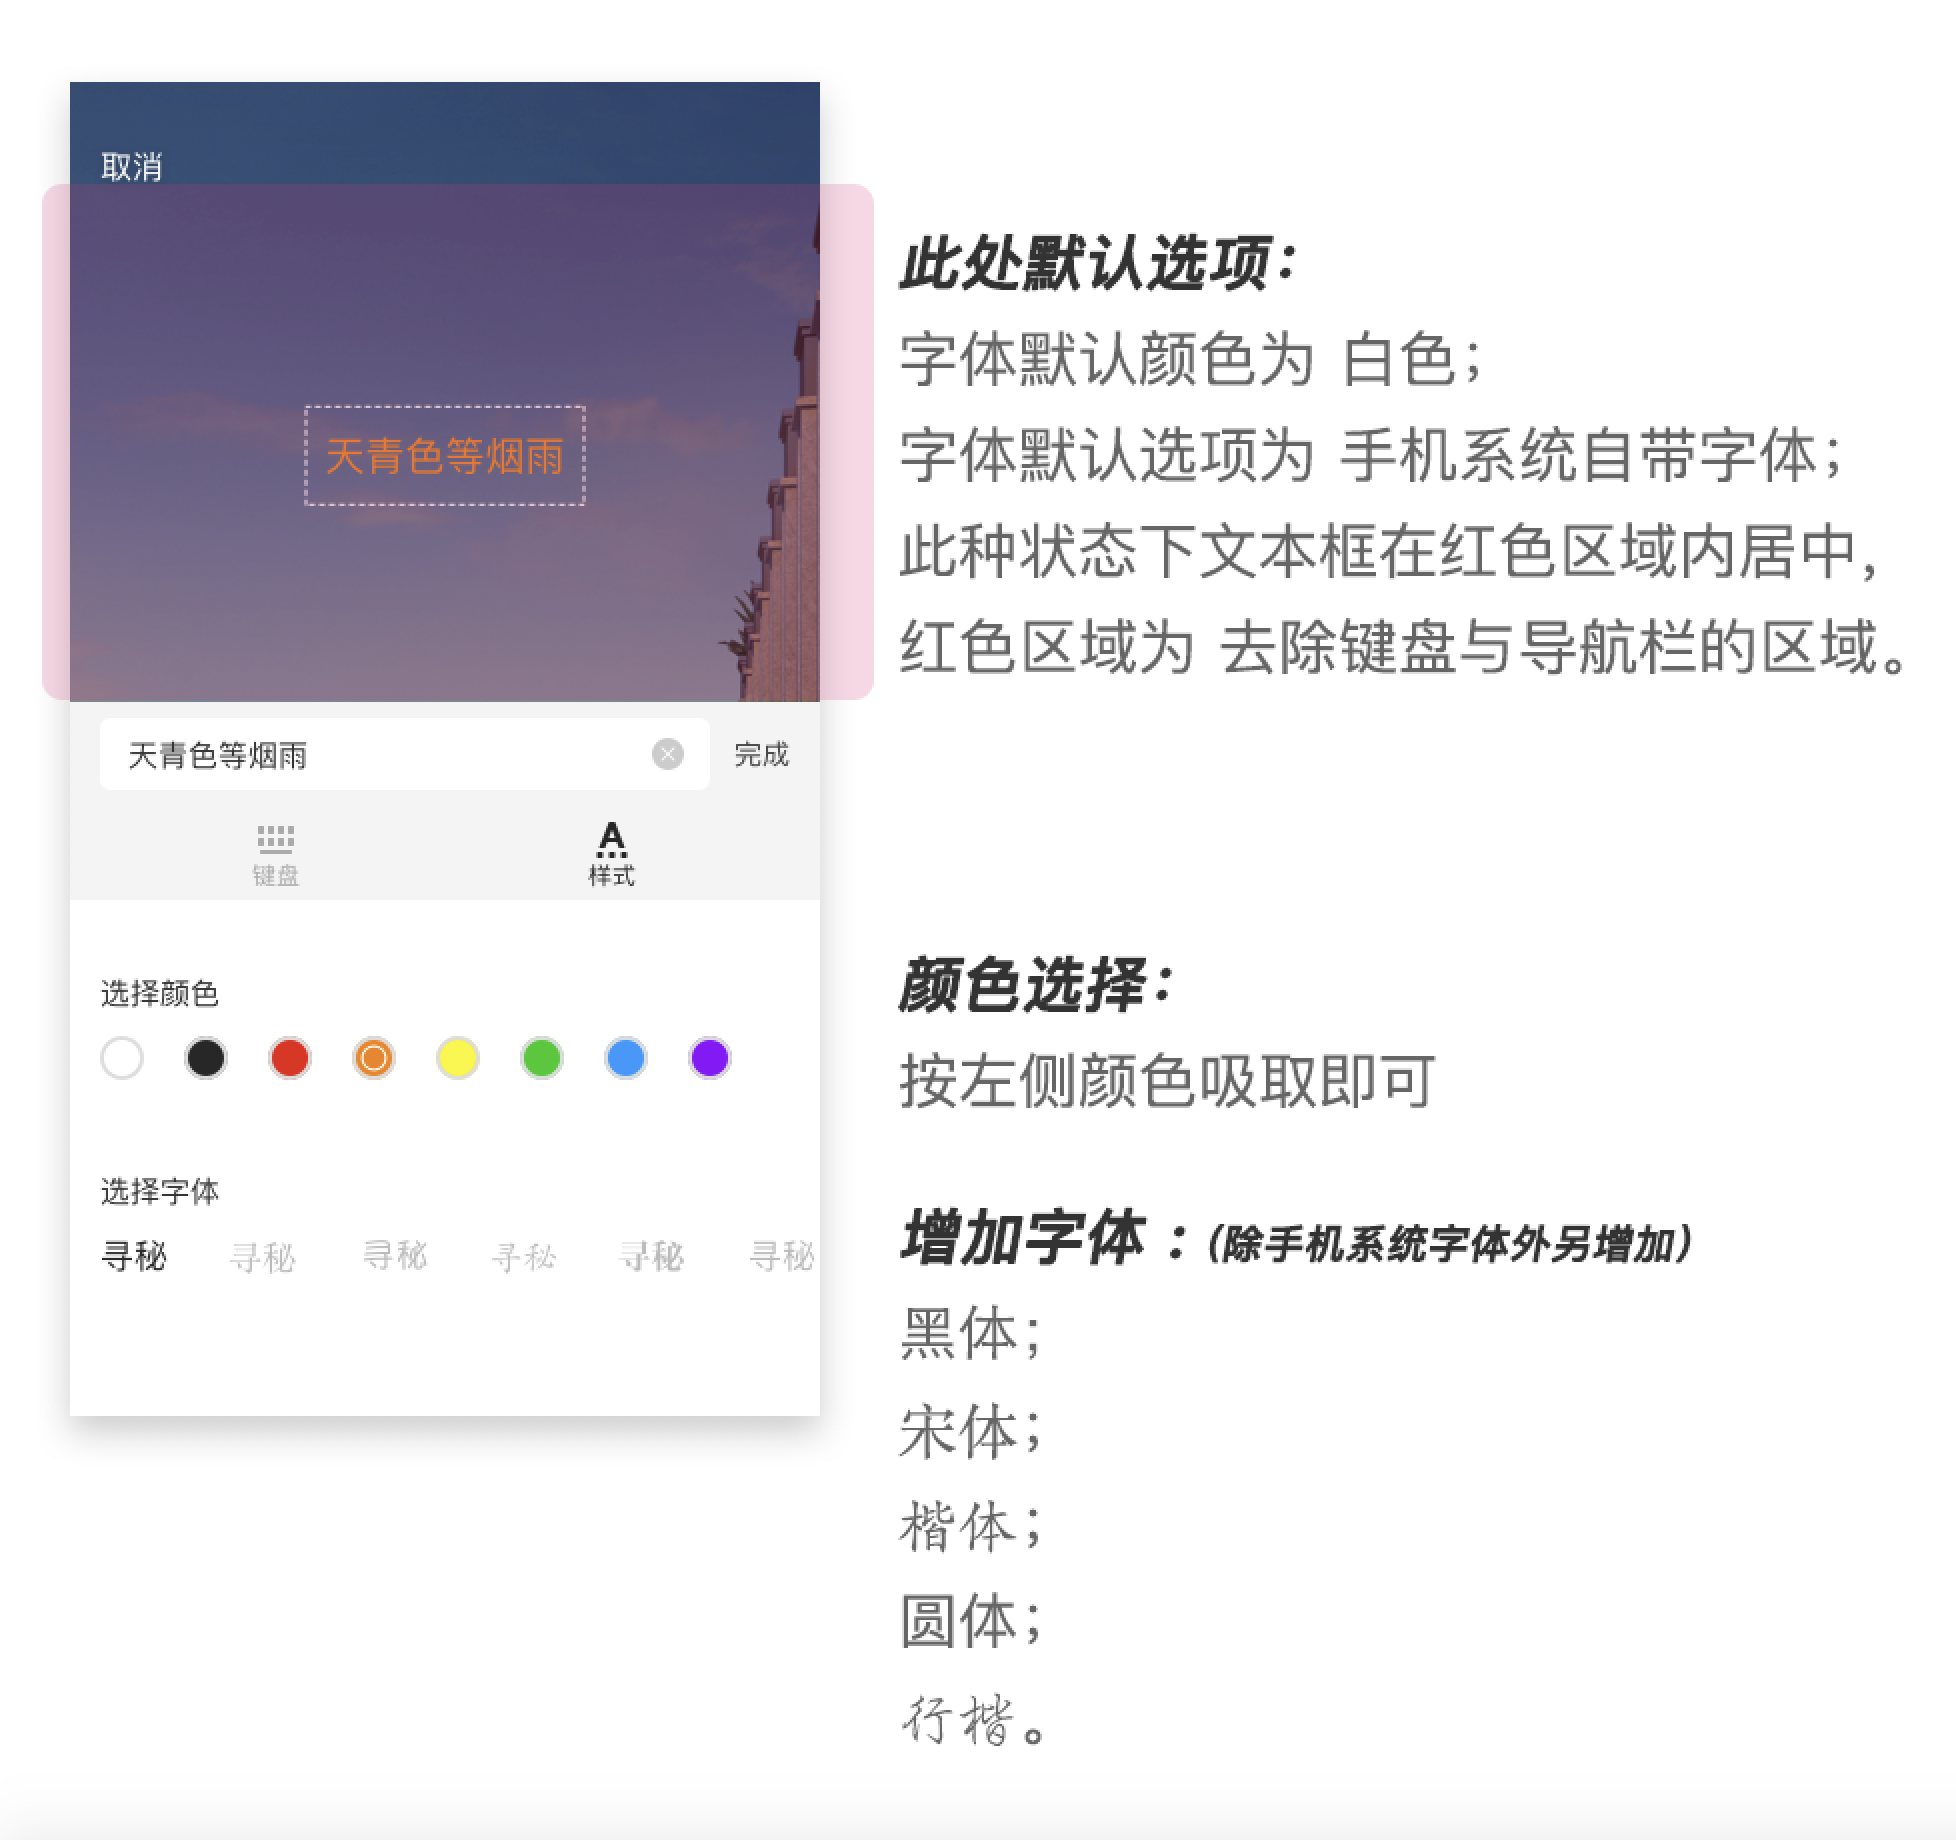 取消
天青色等烟雨
天青色等烟雨
完成
键盘
A
样式
选择颜色
选择字体
寻秘 寻秘 寻秘 寻秘 寻秘 寻秘
此处默认选项：
字体默认颜色为 白色；
字体默认选项为 手机系统自带字体；
此种状态下文本框在红色区域内居中，
红色区域为 去除键盘与导航栏的区域。
颜色选择：
按左侧颜色吸取即可
增加字体 ：（除手机系统字体外另增加）
黑体；
宋体；
楷体；
圆体；
行楷。